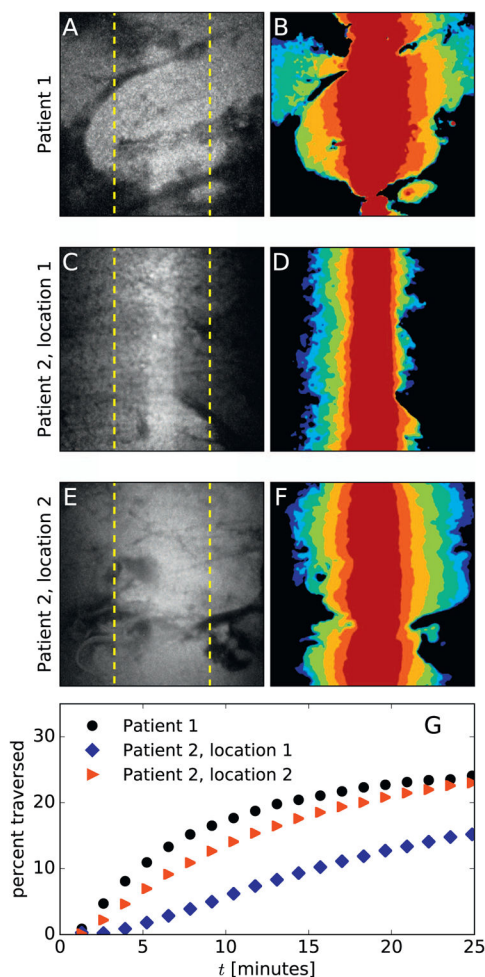 A
B
Patient 1
C
D
Patient 2, location 1
E
F
Patient 2, location 2
G
Patient 1
Patient 2, location 1
Patient 2, location 2
percent traversed
30
20
10
0
0 5 10 15 20 25
t [minutes]